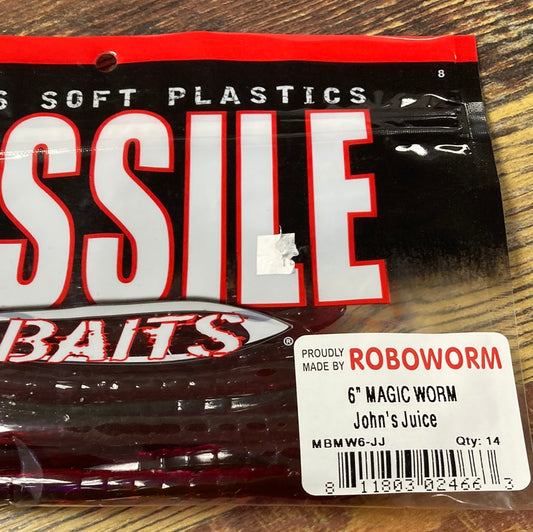 S SOFT PLASTICS
8
SSILE
BAITS
®
PROUDLY MADE BY ROBOWORM
6" MAGIC WORM
John's Juice
MBMW6-JJ Qty: 14
8 11803 02466 3